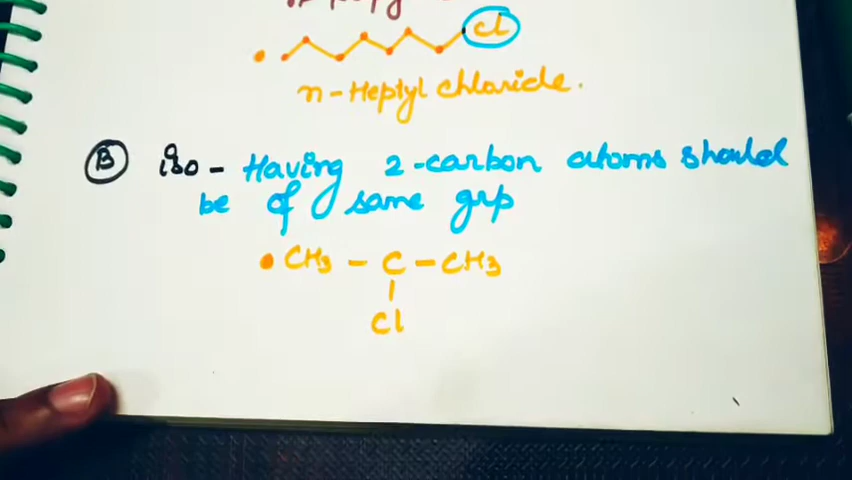 Cl
n-Heptyl chloride.
B iso - Having 2-carbon atoms should
be of same grp
CH3 - C - CH3
Cl